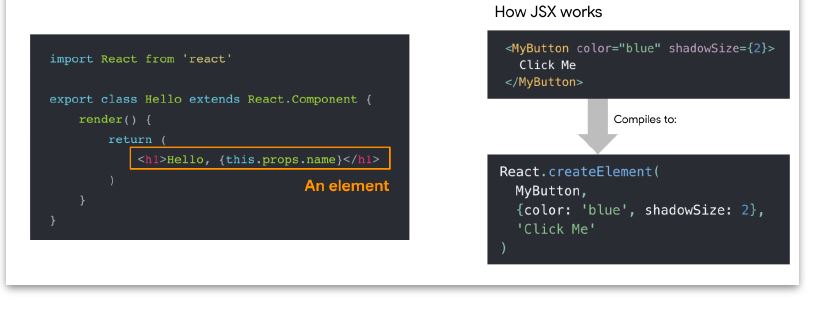 import React from 'react'
export class Hello extends React.Component {
render() {
return (
<h1>Hello, {this.props.name}</h1>
)
}
}
An element
How JSX works
<MyButton color="blue" shadowSize={2}>
Click Me
</MyButton>
Compiles to:
React.createElement(
MyButton,
{color: 'blue', shadowSize: 2},
'Click Me'
)